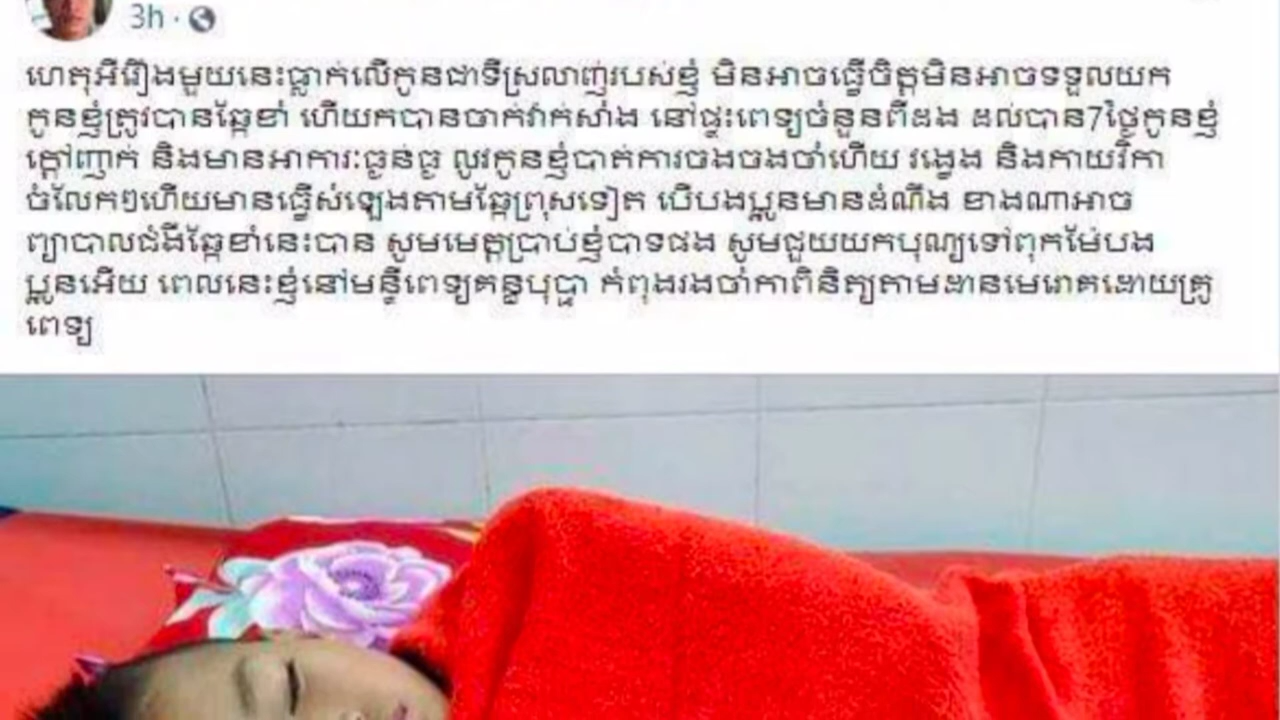 3h ·
ហេតុអីរឿងមួយនេះធ្លាក់លើកូនជាទីស្រលាញ់របស់ខ្ញុំ មិនអាចធ្វើចិត្តមិនអាចទទួលយក
កូនខ្ញុំត្រូវបានឆ្កែខាំ ហើយកបានចាក់វ៉ាក់សាំង នៅផ្ទះពេទ្យចំនួនពីដង ដល់បាន7ថ្ងៃកូនខ្ញុំ
ក្តៅញាក់ និងមានអាការៈធ្ងន់ធ្ង លូវកូនខ្ញុំបាត់ការចងចងចាំហើយ វង្វេង និងកាយវិកា
ចំលែកៗហើយមានធ្វើសំឡេងតាមឆ្កែព្រុសទៀត បើបងប្អូនមានដំណឹង ខាងណាអាច
ព្យាបាលជំងឺឆ្កែខាំនេះបាន សូមមេត្តប្រាប់ខ្ញុំបាទផង សូមជួយយកបុណ្យទៅពុកម៉ែបង
ប្អូនអើយ ពេលនេះខ្ញុំនៅមន្ទីពេទ្យគន្ធបុប្ផា កំពុងរងចាំកាពិនិត្យតាមដានមេរោគដោយគ្រូ
ពេទ្យ